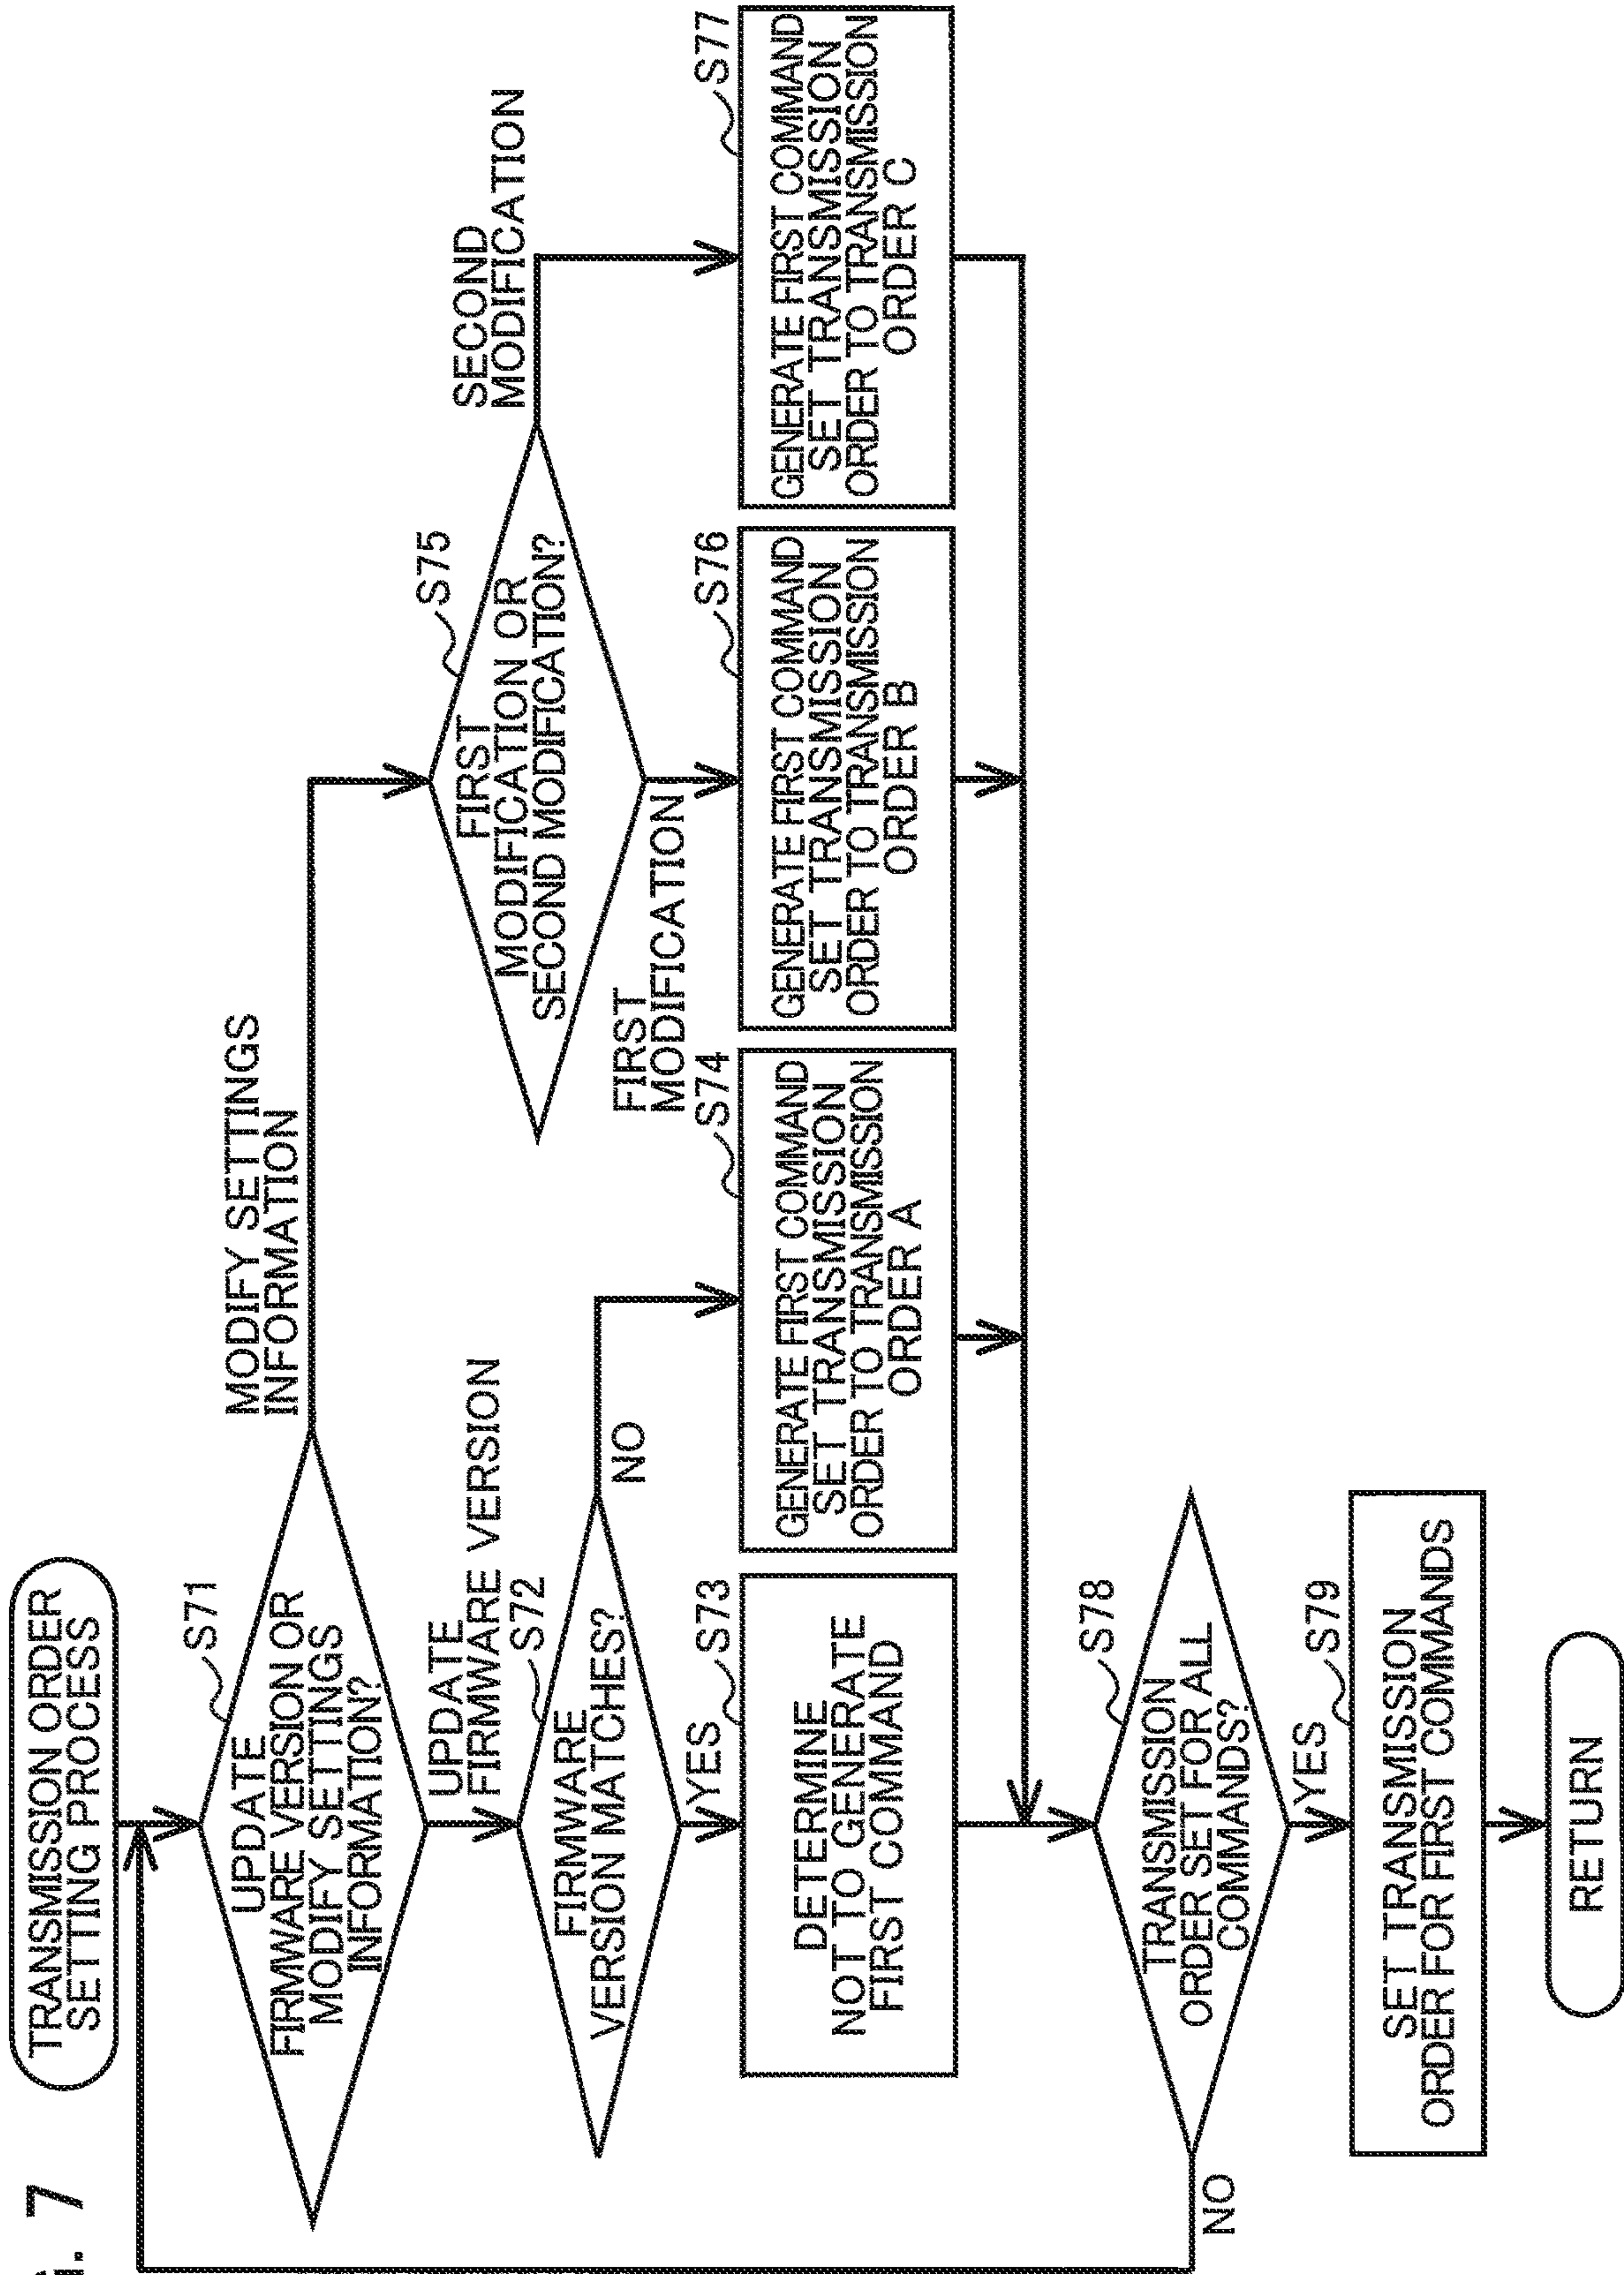 G. 7
TRANSMISSION ORDER
SETTING PROCESS
S71
UPDATE
FIRMWARE VERSION OR
MODIFY SETTINGS
INFORMATION?
MODIFY SETTINGS
INFORMATION
UPDATE
FIRMWARE VERSION
S72
FIRMWARE
VERSION MATCHES?
NO
YES
S75
FIRST
MODIFICATION OR
SECOND MODIFICATION?
SECOND
MODIFICATION
FIRST
MODIFICATION
S73
DETERMINE
NOT TO GENERATE
FIRST COMMAND
S74
GENERATE FIRST COMMAND
SET TRANSMISSION
ORDER TO TRANSMISSION
ORDER A
S76
GENERATE FIRST COMMAND
SET TRANSMISSION
ORDER TO TRANSMISSION
ORDER B
S77
GENERATE FIRST COMMAND
SET TRANSMISSION
ORDER TO TRANSMISSION
ORDER C
S78
TRANSMISSION
ORDER SET FOR ALL
COMMANDS?
NO
YES
S79
SET TRANSMISSION
ORDER FOR FIRST COMMANDS
RETURN